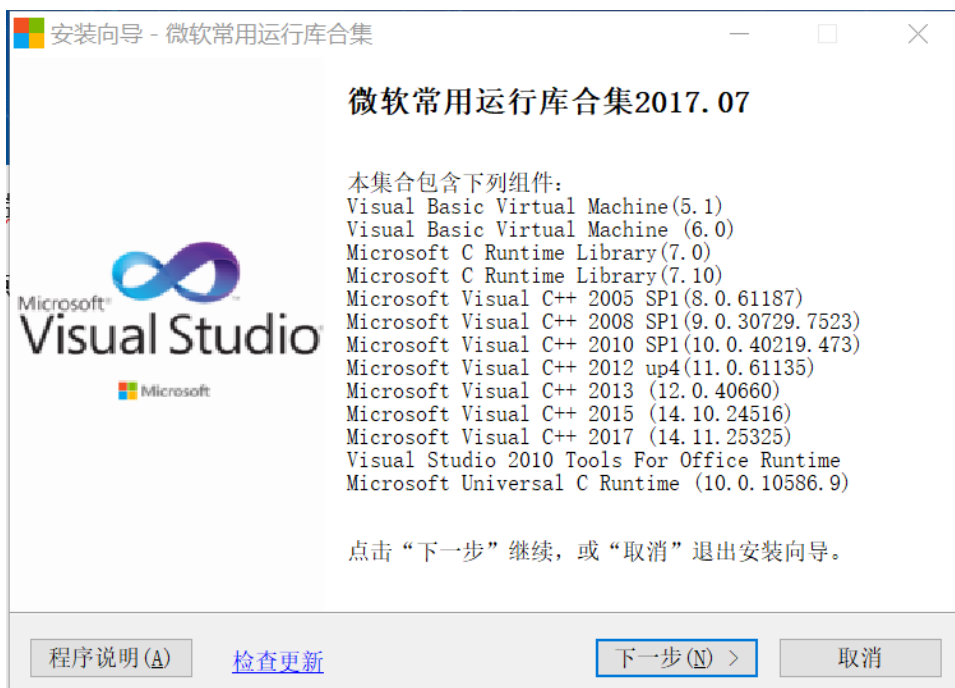 安装向导 - 微软常用运行库合集
微软常用运行库合集2017.07
本集合包含下列组件:
Visual Basic Virtual Machine(5.1)
Visual Basic Virtual Machine (6.0)
Microsoft C Runtime Library(7.0)
Microsoft C Runtime Library(7.10)
Microsoft Visual C++ 2005 SP1(8.0.61187)
Microsoft Visual C++ 2008 SP1(9.0.30729.7523)
Microsoft Visual C++ 2010 SP1(10.0.40219.473)
Microsoft Visual C++ 2012 up4(11.0.61135)
Microsoft Visual C++ 2013 (12.0.40660)
Microsoft Visual C++ 2015 (14.10.24516)
Microsoft Visual C++ 2017 (14.11.25325)
Visual Studio 2010 Tools For Office Runtime
Microsoft Universal C Runtime (10.0.10586.9)
点击“下一步”继续，或“取消”退出安装向导。
Microsoft
Visual Studio
Microsoft
程序说明(A)
检查更新
下一步(N) >
取消